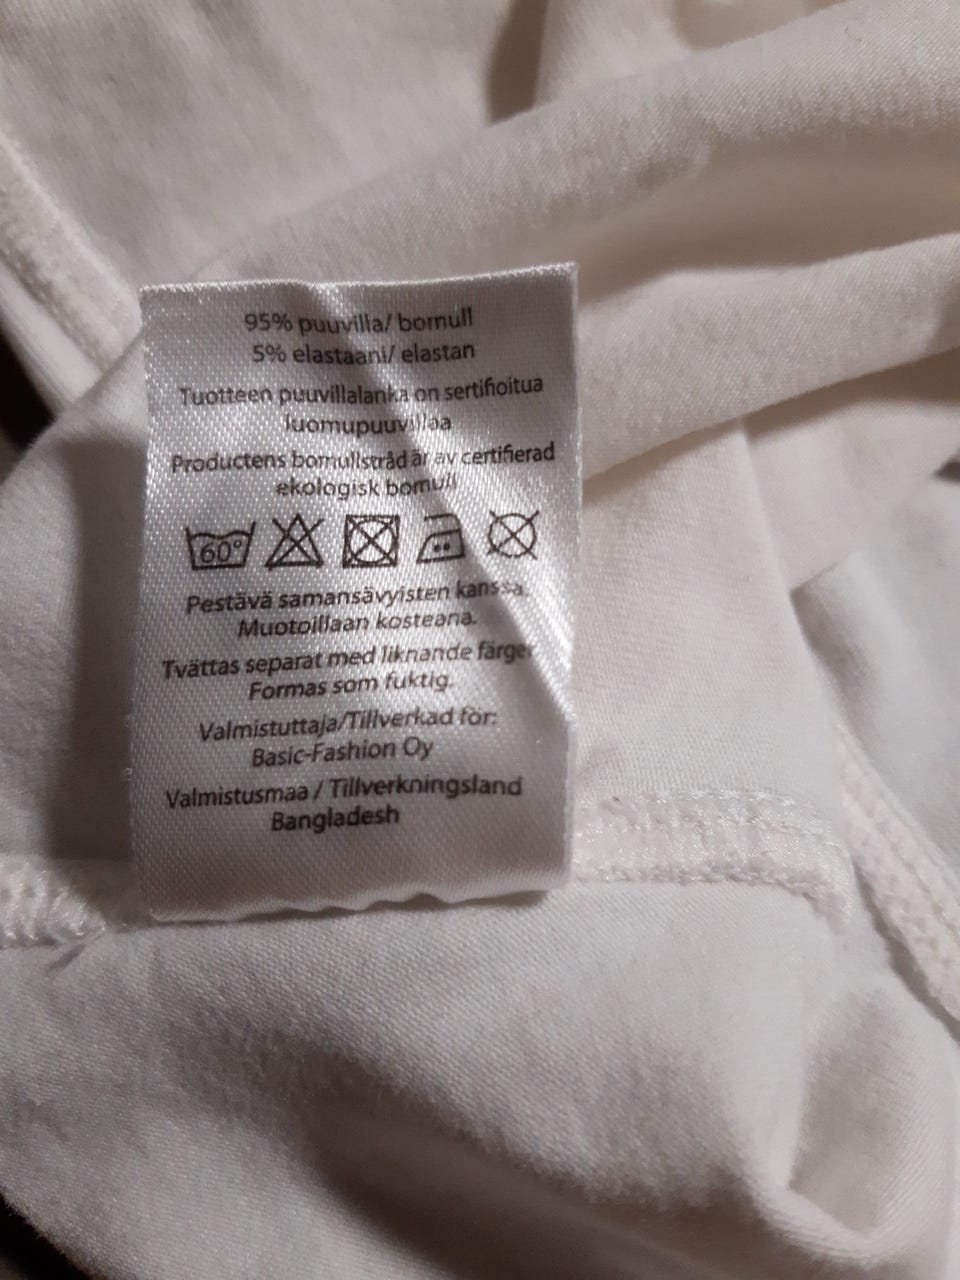 95% puuvilla/ bomull
5% elastaani/ elastan
Tuotteen puuvillalanka on sertifioitua
luomupuuvillaa
Productens bomullstråd är av certifierad
ekologisk bomull
60°
Pestävä samansävyisten kanssa.
Muotoillaan kosteana.
Tvättas separat med liknande färger
Formas som fuktig.
Valmistuttaja/Tillverkad för:
Basic-Fashion Oy
Valmistusmaa / Tillverkningsland
Bangladesh